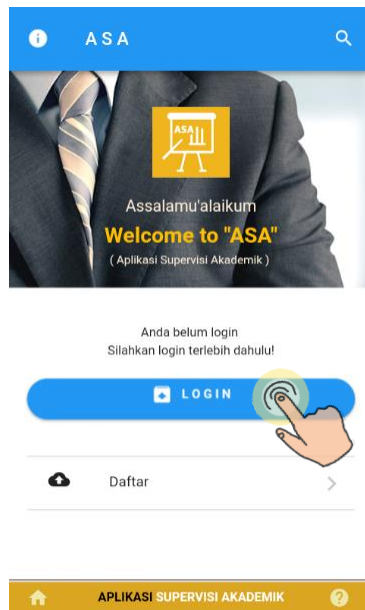 A S A
ASA
Assalamu'alaikum
Welcome to "ASA"
( Aplikasi Supervisi Akademik )
Anda belum login
Silahkan login terlebih dahulu!
LOGIN
Daftar
APLIKASI SUPERVISI AKADEMIK